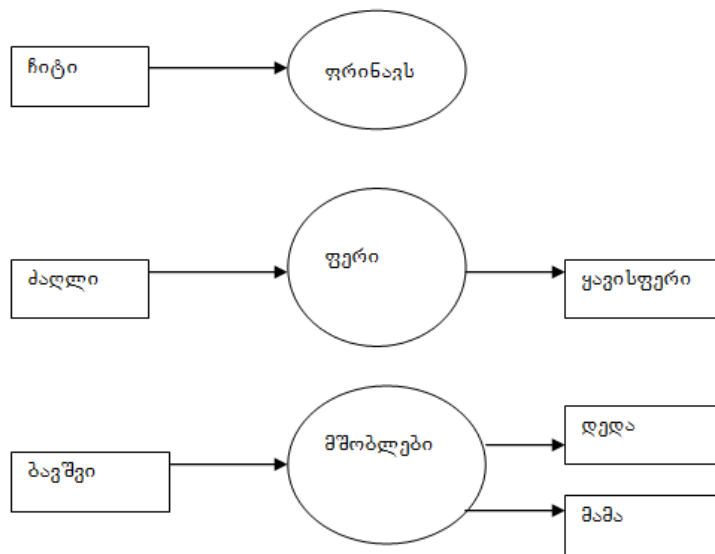 ჩიტი
ფრინავს
ძაღლი
ფერი
ყავისფერი
ბავშვი
მშობლები
დედა
მამა